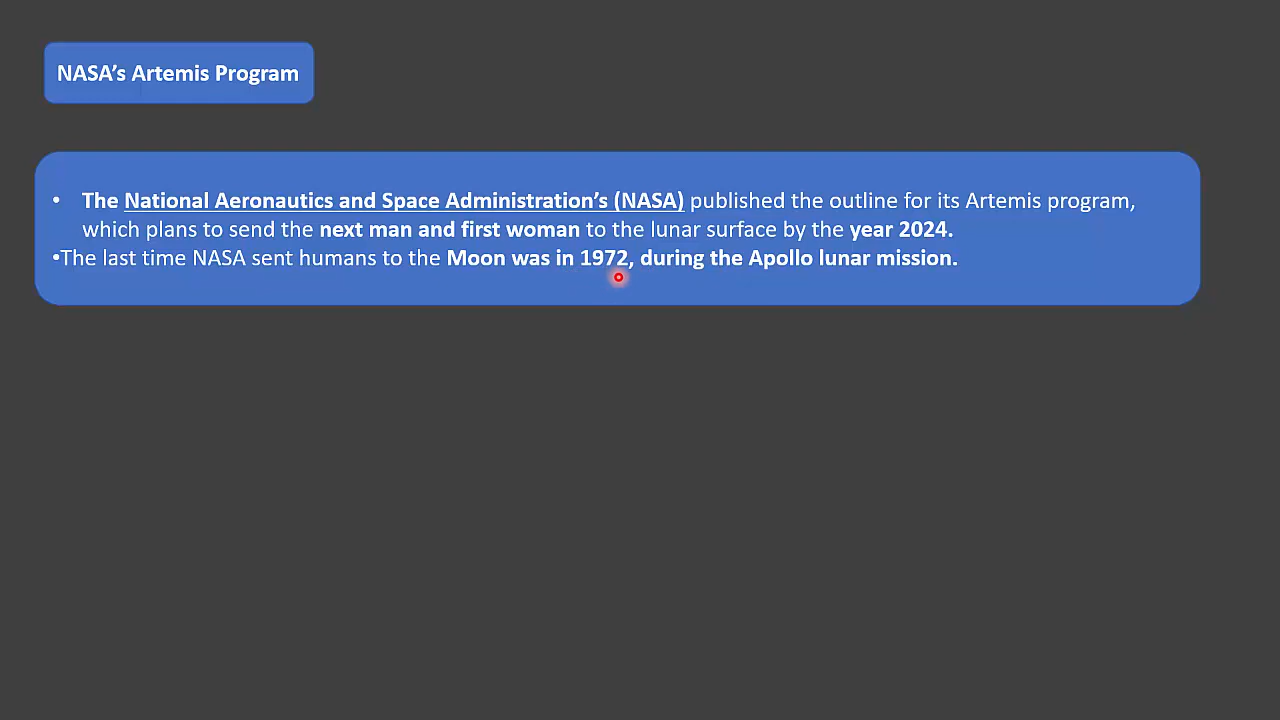 NASA’s Artemis Program
• The National Aeronautics and Space Administration’s (NASA) published the outline for its Artemis program,
which plans to send the next man and first woman to the lunar surface by the year 2024.
•The last time NASA sent humans to the Moon was in 1972, during the Apollo lunar mission.